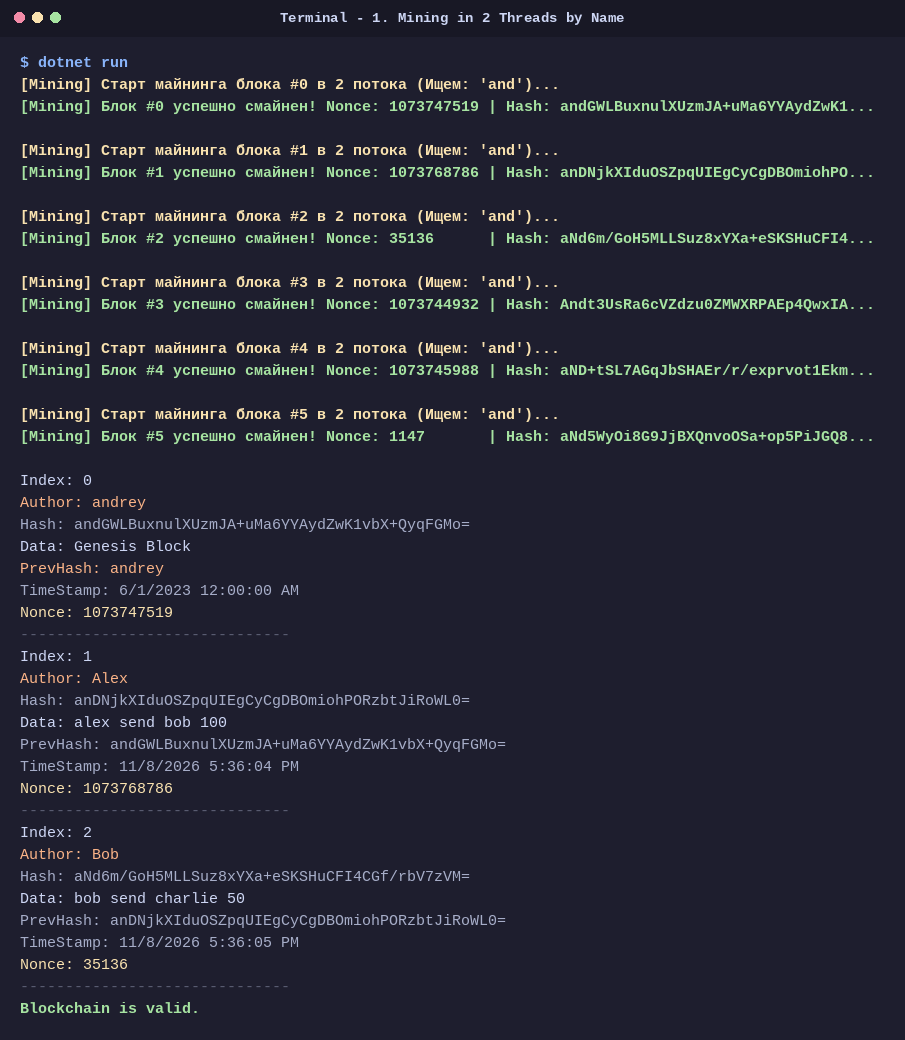 Terminal - 1. Mining in 2 Threads by Name
$ dotnet run
[Mining] Старт майнинга блока #0 в 2 потока (Ищем: 'and')...
[Mining] Блок #0 успешно смайнен! Nonce: 1073747519 | Hash: andGWLBuxnulXUzmJA+uMa6YYAydZwK1...
[Mining] Старт майнинга блока #1 в 2 потока (Ищем: 'and')...
[Mining] Блок #1 успешно смайнен! Nonce: 1073768786 | Hash: anDNjkXIduOSZpqUIEgCyCgDBOmiohPO...
[Mining] Старт майнинга блока #2 в 2 потока (Ищем: 'and')...
[Mining] Блок #2 успешно смайнен! Nonce: 35136      | Hash: aNd6m/GoH5MLLSuz8xYXa+eSKSHuCFI4...
[Mining] Старт майнинга блока #3 в 2 потока (Ищем: 'and')...
[Mining] Блок #3 успешно смайнен! Nonce: 1073744932 | Hash: Andt3UsRa6cVZdzu0ZMWXRPAEp4QwxIA...
[Mining] Старт майнинга блока #4 в 2 потока (Ищем: 'and')...
[Mining] Блок #4 успешно смайнен! Nonce: 1073745988 | Hash: aND+tSL7AGqJbSHAEr/r/exprvot1Ekm...
[Mining] Старт майнинга блока #5 в 2 потока (Ищем: 'and')...
[Mining] Блок #5 успешно смайнен! Nonce: 1147       | Hash: aNd5WyOi8G9JjBXQnvoOSa+op5PiJGQ8...
Index: 0
Author: andrey
Hash: andGWLBuxnulXUzmJA+uMa6YYAydZwK1vbX+QyqFGMo=
Data: Genesis Block
PrevHash: andrey
TimeStamp: 6/1/2023 12:00:00 AM
Nonce: 1073747519
------------------------------
Index: 1
Author: Alex
Hash: anDNjkXIduOSZpqUIEgCyCgDBOmiohPORzbtJiRoWL0=
Data: alex send bob 100
PrevHash: andGWLBuxnulXUzmJA+uMa6YYAydZwK1vbX+QyqFGMo=
TimeStamp: 11/8/2026 5:36:04 PM
Nonce: 1073768786
------------------------------
Index: 2
Author: Bob
Hash: aNd6m/GoH5MLLSuz8xYXa+eSKSHuCFI4CGf/rbV7zVM=
Data: bob send charlie 50
PrevHash: anDNjkXIduOSZpqUIEgCyCgDBOmiohPORzbtJiRoWL0=
TimeStamp: 11/8/2026 5:36:05 PM
Nonce: 35136
------------------------------
Blockchain is valid.